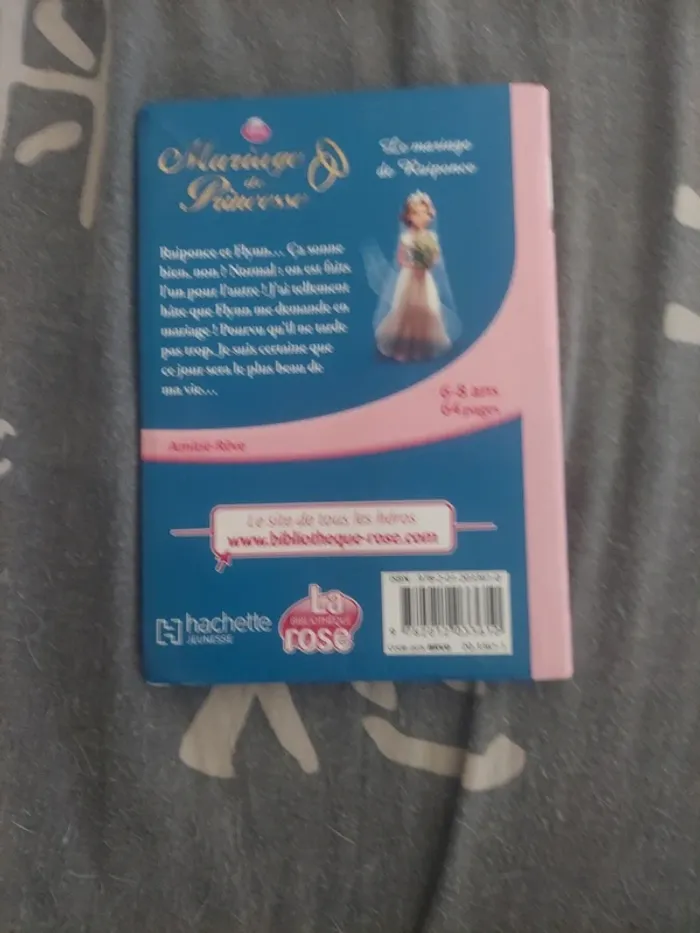 Mariage
de
Princesse
Le mariage
de Raiponce
Raiponce et Flynn... Ça sonne
bien, non ? Normal : on est faits
l'un pour l'autre ! J'ai tellement
hâte que Flynn me demande en
mariage ! Pourvu qu'il ne tarde
pas trop. Je suis certaine que
ce jour sera le plus beau de
ma vie...
6-8 ans
64 pages
Amitié-Rêve
Le site de tous les héros
www.bibliotheque-rose.com
hachette
JEUNESSE
La
BIBLIOTHÈQUE
rose
ISBN